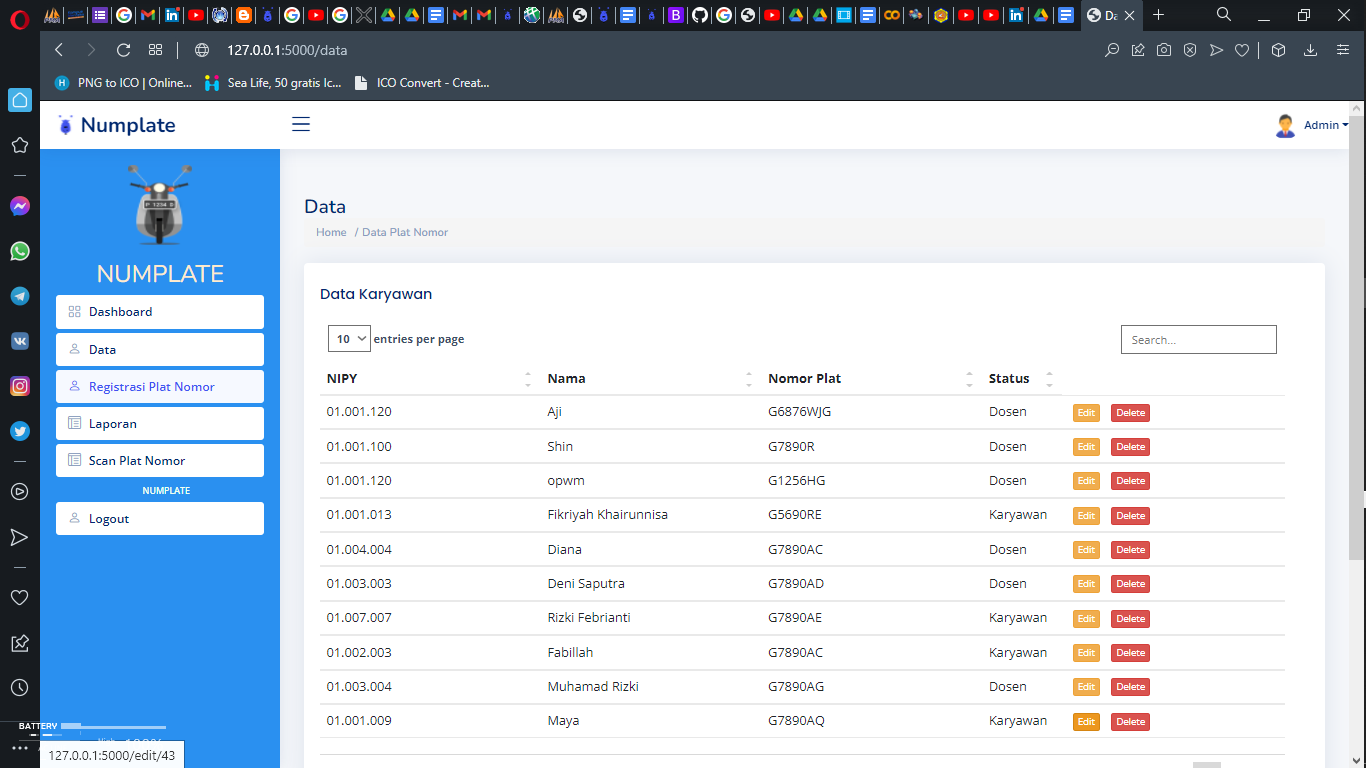 Da
127.0.0.1:5000/data
PNG to ICO | Online...
Sea Life, 50 gratis Ic...
ICO Convert - Creat...
Numplate
Admin
P 1234 B
NUMPLATE
Dashboard
Data
Registrasi Plat Nomor
Laporan
Scan Plat Nomor
NUMPLATE
Logout
Data
Home / Data Plat Nomor
Data Karyawan
10 entries per page
Search...
NIPY Nama Nomor Plat Status
01.001.120 Aji G6876WJG Dosen Edit Delete
01.001.100 Shin G7890R Dosen Edit Delete
01.001.120 opwm G1256HG Dosen Edit Delete
01.001.013 Fikriyah Khairunnisa G5690RE Karyawan Edit Delete
01.004.004 Diana G7890AC Dosen Edit Delete
01.003.003 Deni Saputra G7890AD Dosen Edit Delete
01.007.007 Rizki Febrianti G7890AE Karyawan Edit Delete
01.002.003 Fabillah G7890AC Karyawan Edit Delete
01.003.004 Muhamad Rizki G7890AG Dosen Edit Delete
01.001.009 Maya G7890AQ Karyawan Edit Delete
BATTERY
127.0.0.1:5000/edit/43